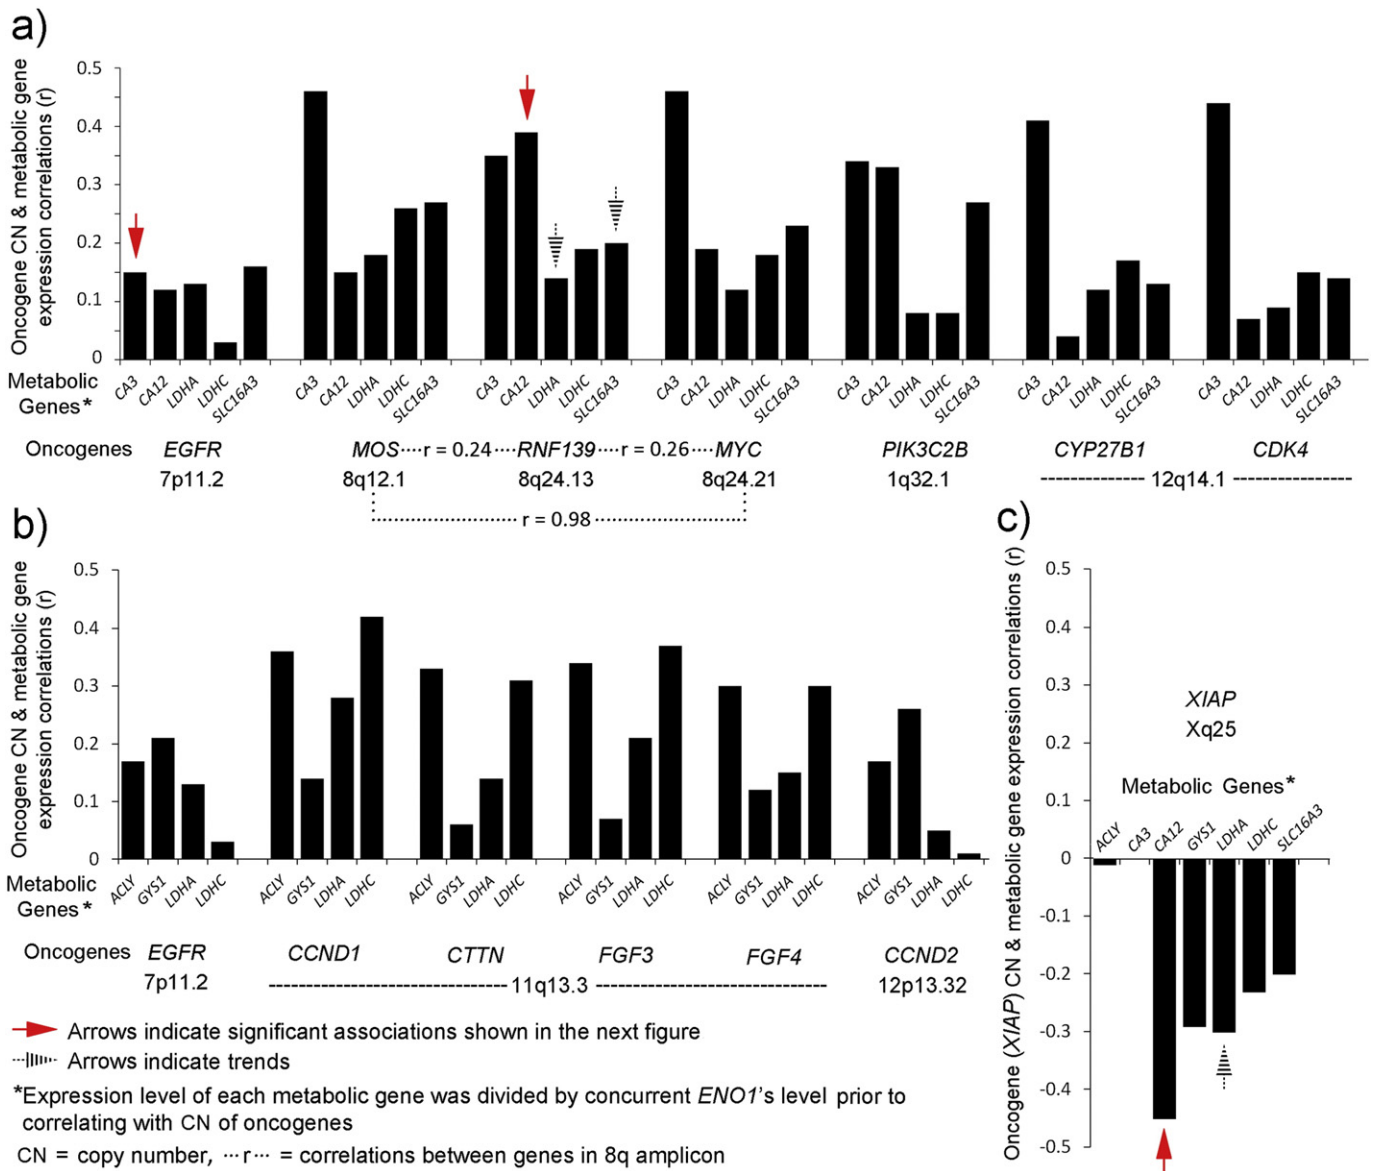 a)
Oncogene CN & metabolic gene
expression correlations (r)
0.5
0.4
0.3
0.2
0.1
0
Metabolic
Genes*
CA3 CA12 LDHA LDHC SLC16A3
CA3 CA12 LDHA LDHC SLC16A3
CA3 CA12 LDHA LDHC SLC16A3
CA3 CA12 LDHA LDHC SLC16A3
CA3 CA12 LDHA LDHC SLC16A3
CA3 CA12 LDHA LDHC SLC16A3
CA3 CA12 LDHA LDHC SLC16A3
Oncogenes EGFR MOS····r = 0.24····RNF139····r = 0.26····MYC PIK3C2B CYP27B1 CDK4
7p11.2 8q12.1 8q24.13 8q24.21 1q32.1 12q14.1
r = 0.98
b)
Oncogene CN & metabolic gene
expression correlations (r)
0.5
0.4
0.3
0.2
0.1
0
Metabolic
Genes*
ACLY GYS1 LDHA LDHC
ACLY GYS1 LDHA LDHC
ACLY GYS1 LDHA LDHC
ACLY GYS1 LDHA LDHC
ACLY GYS1 LDHA LDHC
ACLY GYS1 LDHA LDHC
Oncogenes EGFR CCND1 CTTN FGF3 FGF4 CCND2
7p11.2 11q13.3 12p13.32
c)
Oncogene (XIAP) CN & metabolic gene expression correlations (r)
0.5
0.4
0.3
0.2
0.1
0
-0.1
-0.2
-0.3
-0.4
-0.5
XIAP
Xq25
Metabolic Genes*
ACLY CA3 CA12 GYS1 LDHA LDHC SLC16A3
Arrows indicate significant associations shown in the next figure
Arrows indicate trends
*Expression level of each metabolic gene was divided by concurrent ENO1's level prior to
correlating with CN of oncogenes
CN = copy number, ···r··· = correlations between genes in 8q amplicon